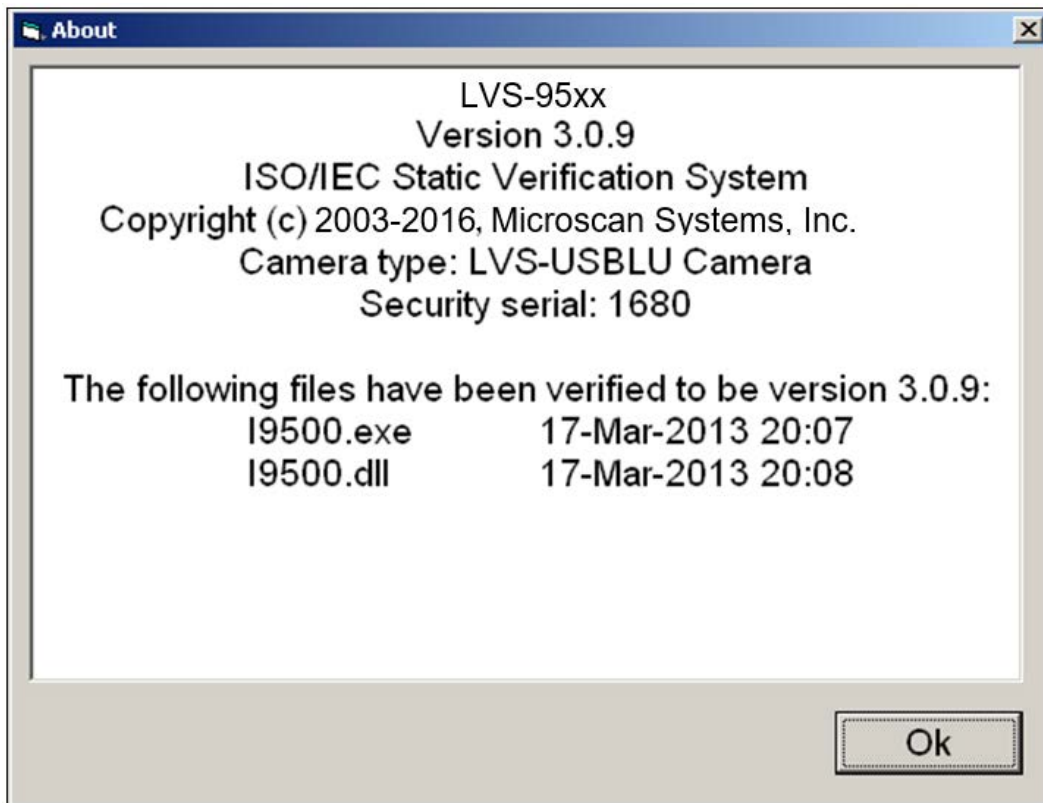 About
LVS-95xx
Version 3.0.9
ISO/IEC Static Verification System
Copyright (c) 2003-2016, Microscan Systems, Inc.
Camera type: LVS-USBLU Camera
Security serial: 1680
The following files have been verified to be version 3.0.9:
I9500.exe 17-Mar-2013 20:07
I9500.dll 17-Mar-2013 20:08
Ok